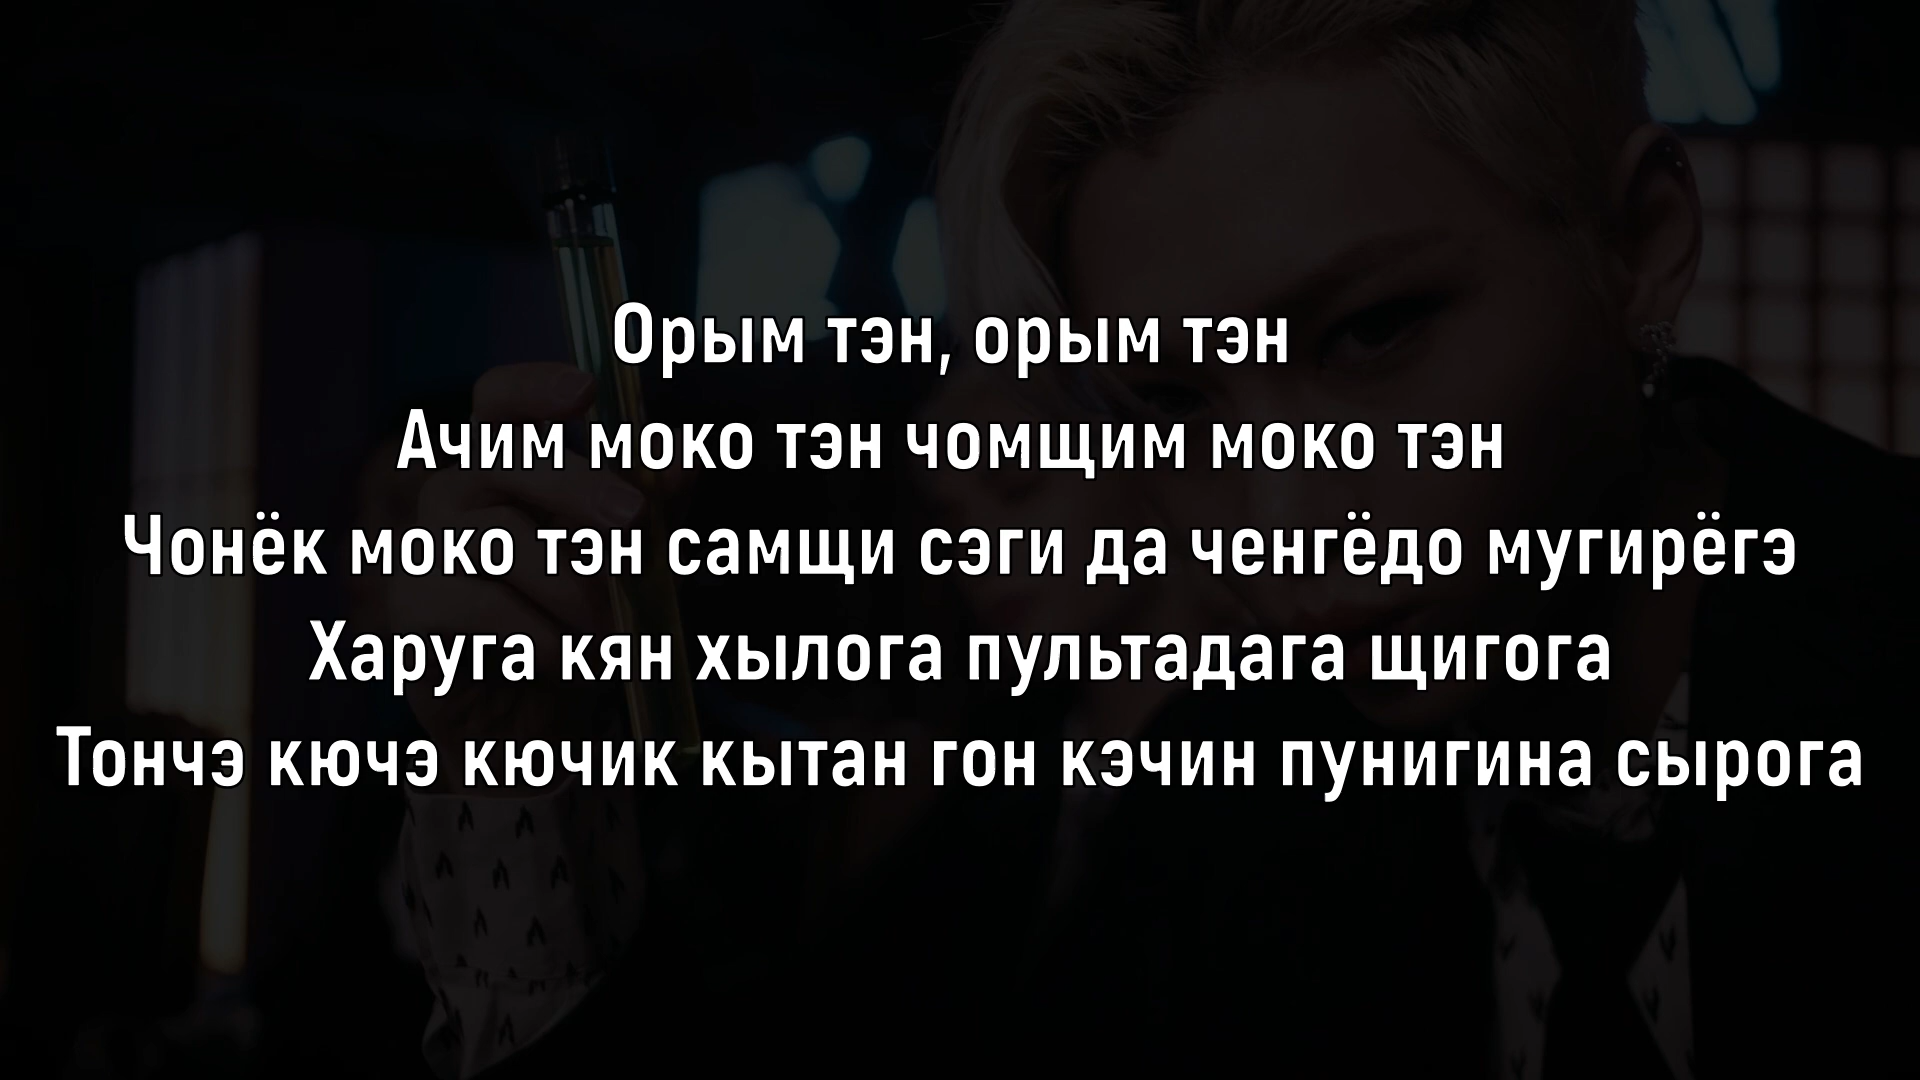 Орым тэн, орым тэн
Ачим моко тэн чомщим моко тэн
Чонёк моко тэн самщи сэги да ченгёдо мугирёгэ
Харуга кян хылога пультадага щигога
Тончэ кючэ кючик кытан гон кэчин пунигина сырога